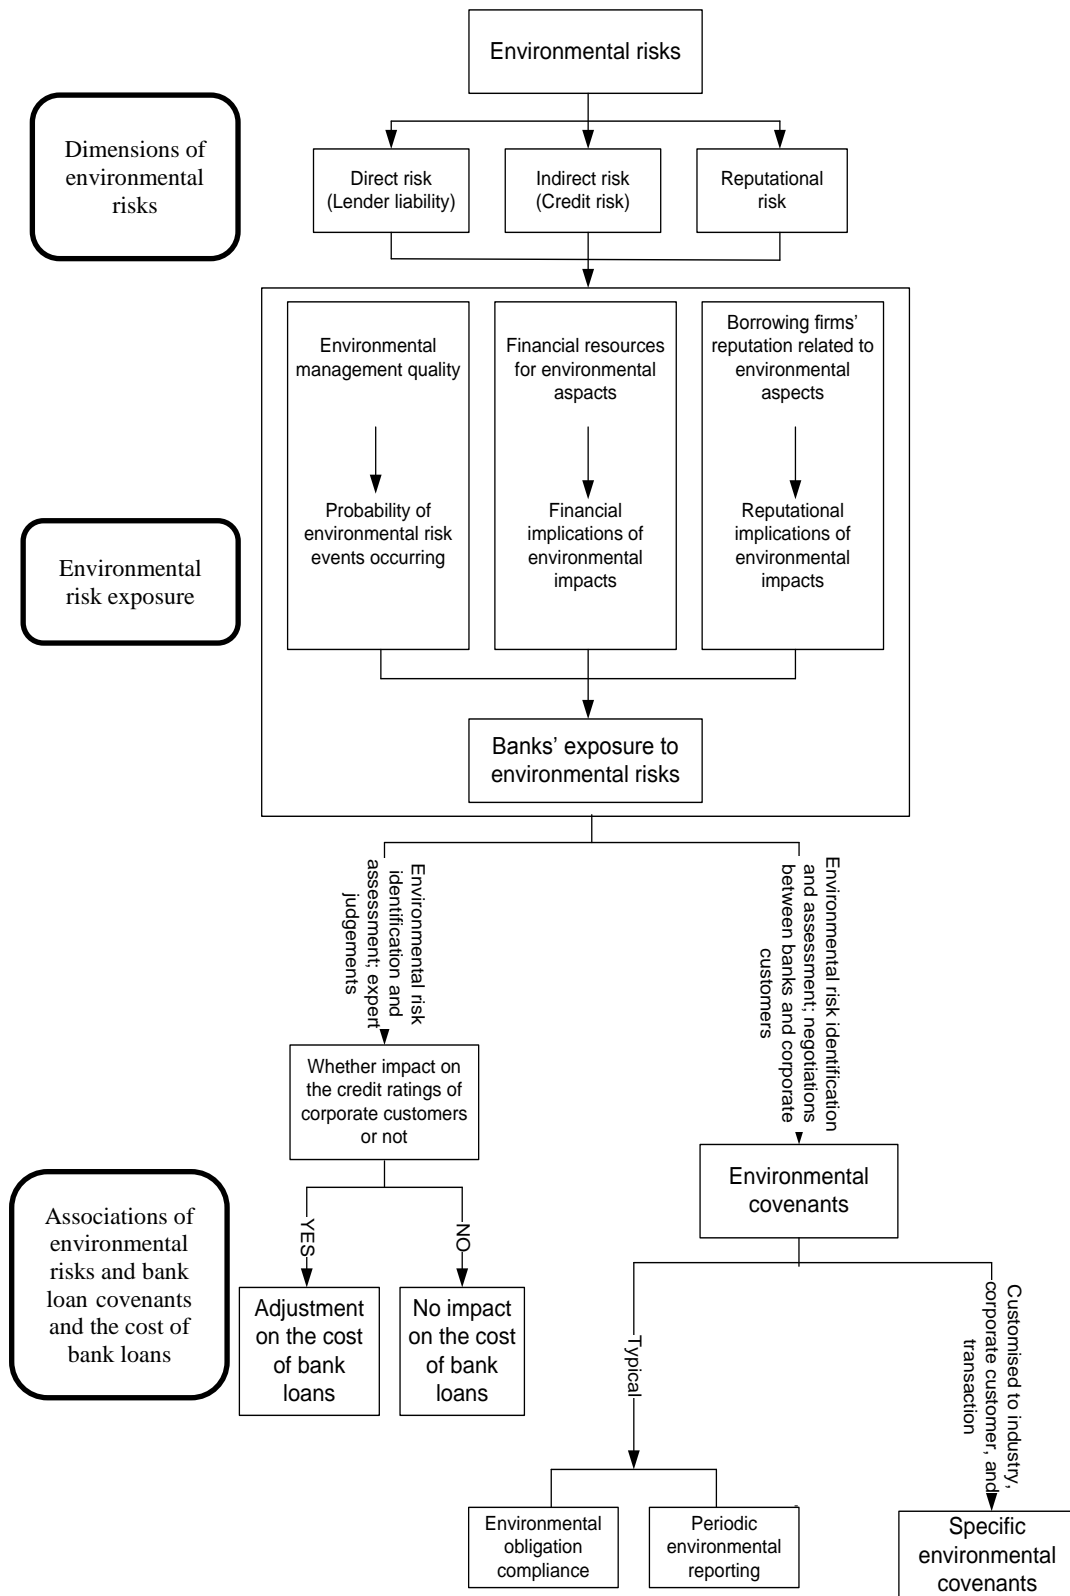 Environmental risks
Dimensions of
environmental
risks
Direct risk
(Lender liability)
Indirect risk
(Credit risk)
Reputational
risk
Environmental
management quality
Financial resources
for environmental
aspacts
Borrowing firms’
reputation related to
environmental
aspects
Probability of
environmental risk
events occurring
Financial
implications of
environmental
impacts
Reputational
implications of
environmental
impacts
Environmental
risk exposure
Banks’ exposure to
environmental risks
Environmental risk
identification and
assessment; expert
judgements
Environmental risk identification
and assessment; negotiations
between banks and corporate
customers
Whether impact on
the credit ratings of
corporate customers
or not
Environmental
covenants
Associations of
environmental
risks and bank
loan covenants
and the cost of
bank loans
YES
NO
Adjustment
on the cost
of bank
loans
No impact
on the cost
of bank
loans
Typical
Customised to industry,
corporate customer, and
transaction
Environmental
obligation
compliance
Periodic
environmental
reporting
Specific
environmental
covenants